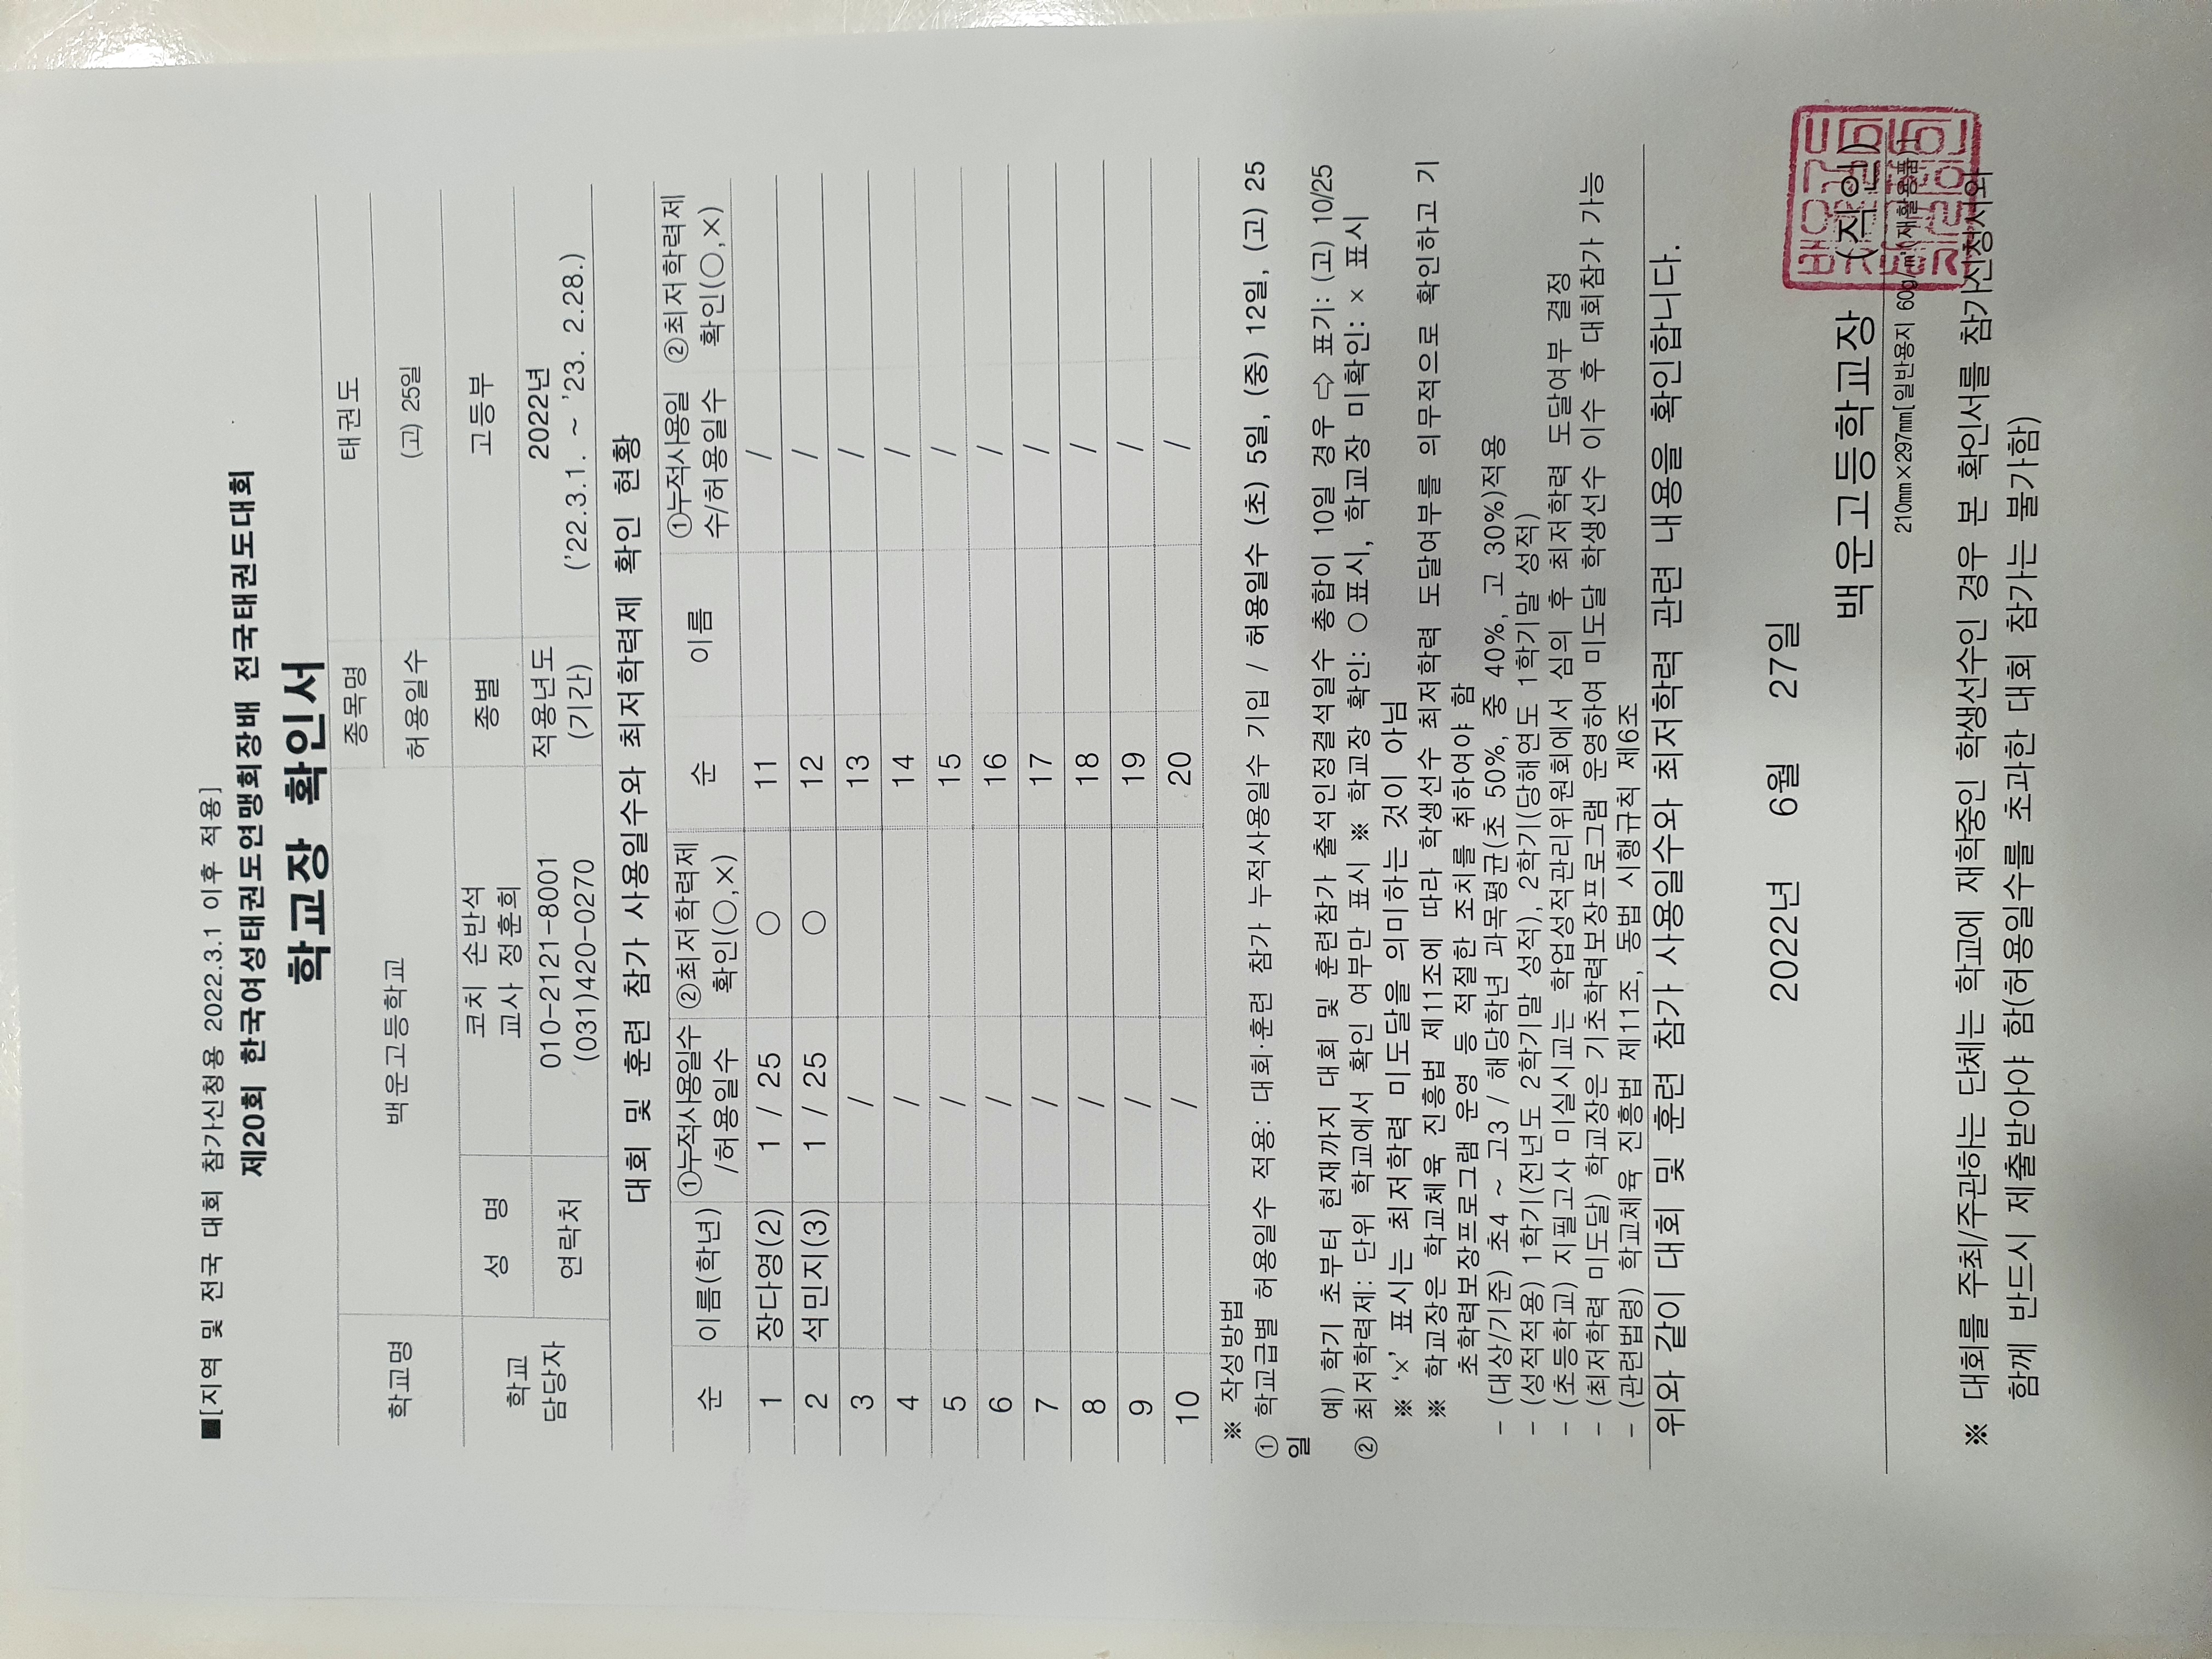 ■[지역 및 전국 대회 참가신청용 2022.3.1 이후 적용]
제20회 한국여성태권도연맹회장배 전국태권도대회
학교장 확인서
학교명 백운고등학교 종목명 태권도
허용일수 (고) 25일
학교 담당자 성 명 코치 손반석 교사 정훈희 종별 고등부
연락처 010-2121-8001 (031)420-0270 적용년도 (기간) 2022년 ('22.3.1. ~ '23. 2.28.)
대회 및 훈련 참가 사용일수와 최저학력제 확인 현황
순 이름(학년) ①누적사용일수/허용일수 ②최저학력제 확인(○,×) 순 이름 ①누적사용일수/허용일수 ②최저학력제 확인(○,×)
1 장다영(2) 1 / 25 ○ 11 /
2 석민지(3) 1 / 25 ○ 12 /
3 / 13 /
4 / 14 /
5 / 15 /
6 / 16 /
7 / 17 /
8 / 18 /
9 / 19 /
10 / 20 /
※ 작성방법
① 학교급별 허용일수 적용: 대회·훈련 참가 누적사용일수 기입 / 허용일수 (초) 5일, (중) 12일, (고) 25
일
예) 학기 초부터 현재까지 대회 및 훈련참가 출석인정결석일수 총합이 10일 경우 ⇨ 표기: (고) 10/25
② 최저학력제: 단위 학교에서 확인 여부만 표시 ※ 학교장 확인: ○표시, 학교장 미확인: × 표시
※ '×' 표시는 최저학력 미도달을 의미하는 것이 아님
※ 학교장은 학교체육 진흥법 제11조에 따라 학생선수 최저학력 도달여부를 의무적으로 확인하고 기
초학력보장프로그램 운영 등 적절한 조치를 취하여야 함
- (대상/기준) 초4 ~ 고3 / 해당학년 과목평균(초 50%, 중 40%, 고 30%)적용
- (성적적용) 1학기(전년도 2학기말 성적), 2학기(당해연도 1학기말 성적)
- (초등학교) 지필고사 미실시교는 학업성적관리위원회에서 심의 후 최저학력 도달여부 결정
- (최저학력 미도달) 학교장은 기초학력보장프로그램 운영하여 미도달 학생선수 이수 후 대회참가 가능
- (관련법령) 학교체육 진흥법 제11조, 동법 시행규칙 제6조
위와 같이 대회 및 훈련 참가 사용일수와 최저학력 관련 내용을 확인합니다.
2022년 6월 27일
백운고등학교장 (직인)
210㎜×297㎜[일반용지 60g/㎡(재활용품)]
※ 대회를 주최/주관하는 단체는 학교에 재학중인 학생선수인 경우 본 확인서를 참가신청서와
함께 반드시 제출받아야 함(허용일수를 초과한 대회 참가는 불가함)